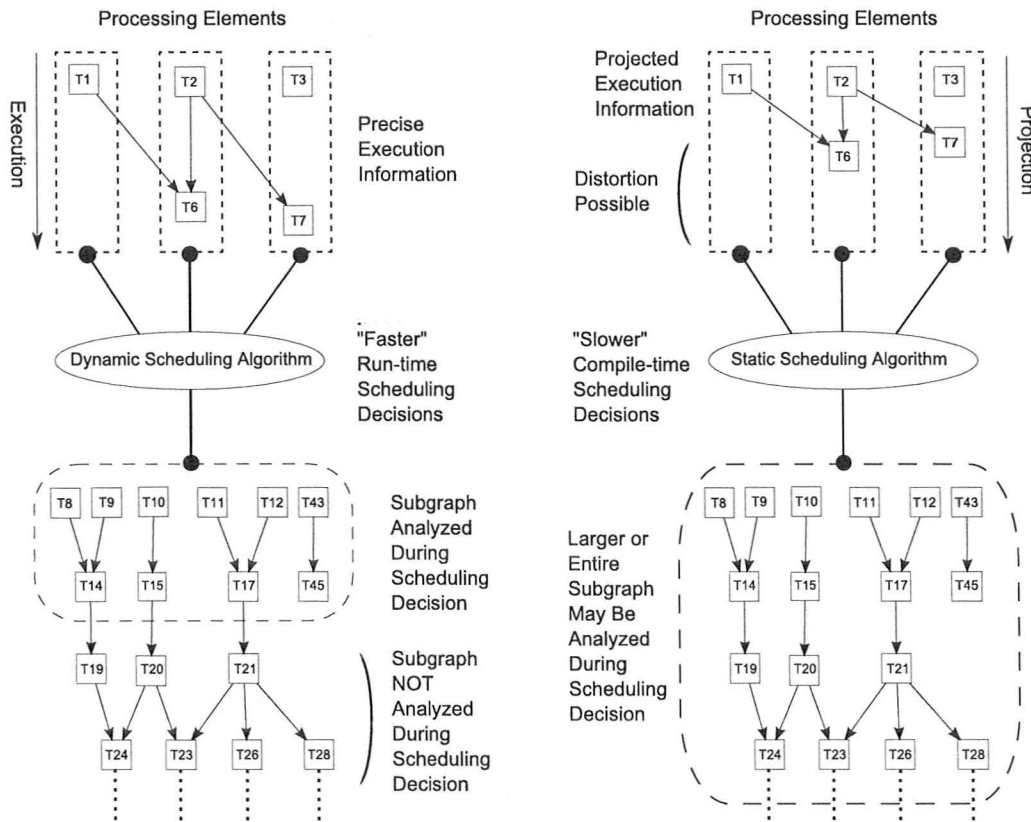 Processing Elements
Execution
T1
T2
T3
T6
T7
Precise
Execution
Information
Dynamic Scheduling Algorithm
"Faster"
Run-time
Scheduling
Decisions
T8
T9
T10
T11
T12
T43
T14
T15
T17
T45
Subgraph
Analyzed
During
Scheduling
Decision
T19
T20
T21
T24
T23
T26
T28
Subgraph
NOT
Analyzed
During
Scheduling
Decision
Processing Elements
Projected
Execution
Information
T1
T2
T3
T6
T7
Projection
Distortion
Possible
"Slower"
Compile-time
Scheduling
Decisions
Static Scheduling Algorithm
Larger or
Entire
Subgraph
May Be
Analyzed
During
Scheduling
Decision
T8
T9
T10
T11
T12
T43
T14
T15
T17
T45
T19
T20
T21
T24
T23
T26
T28